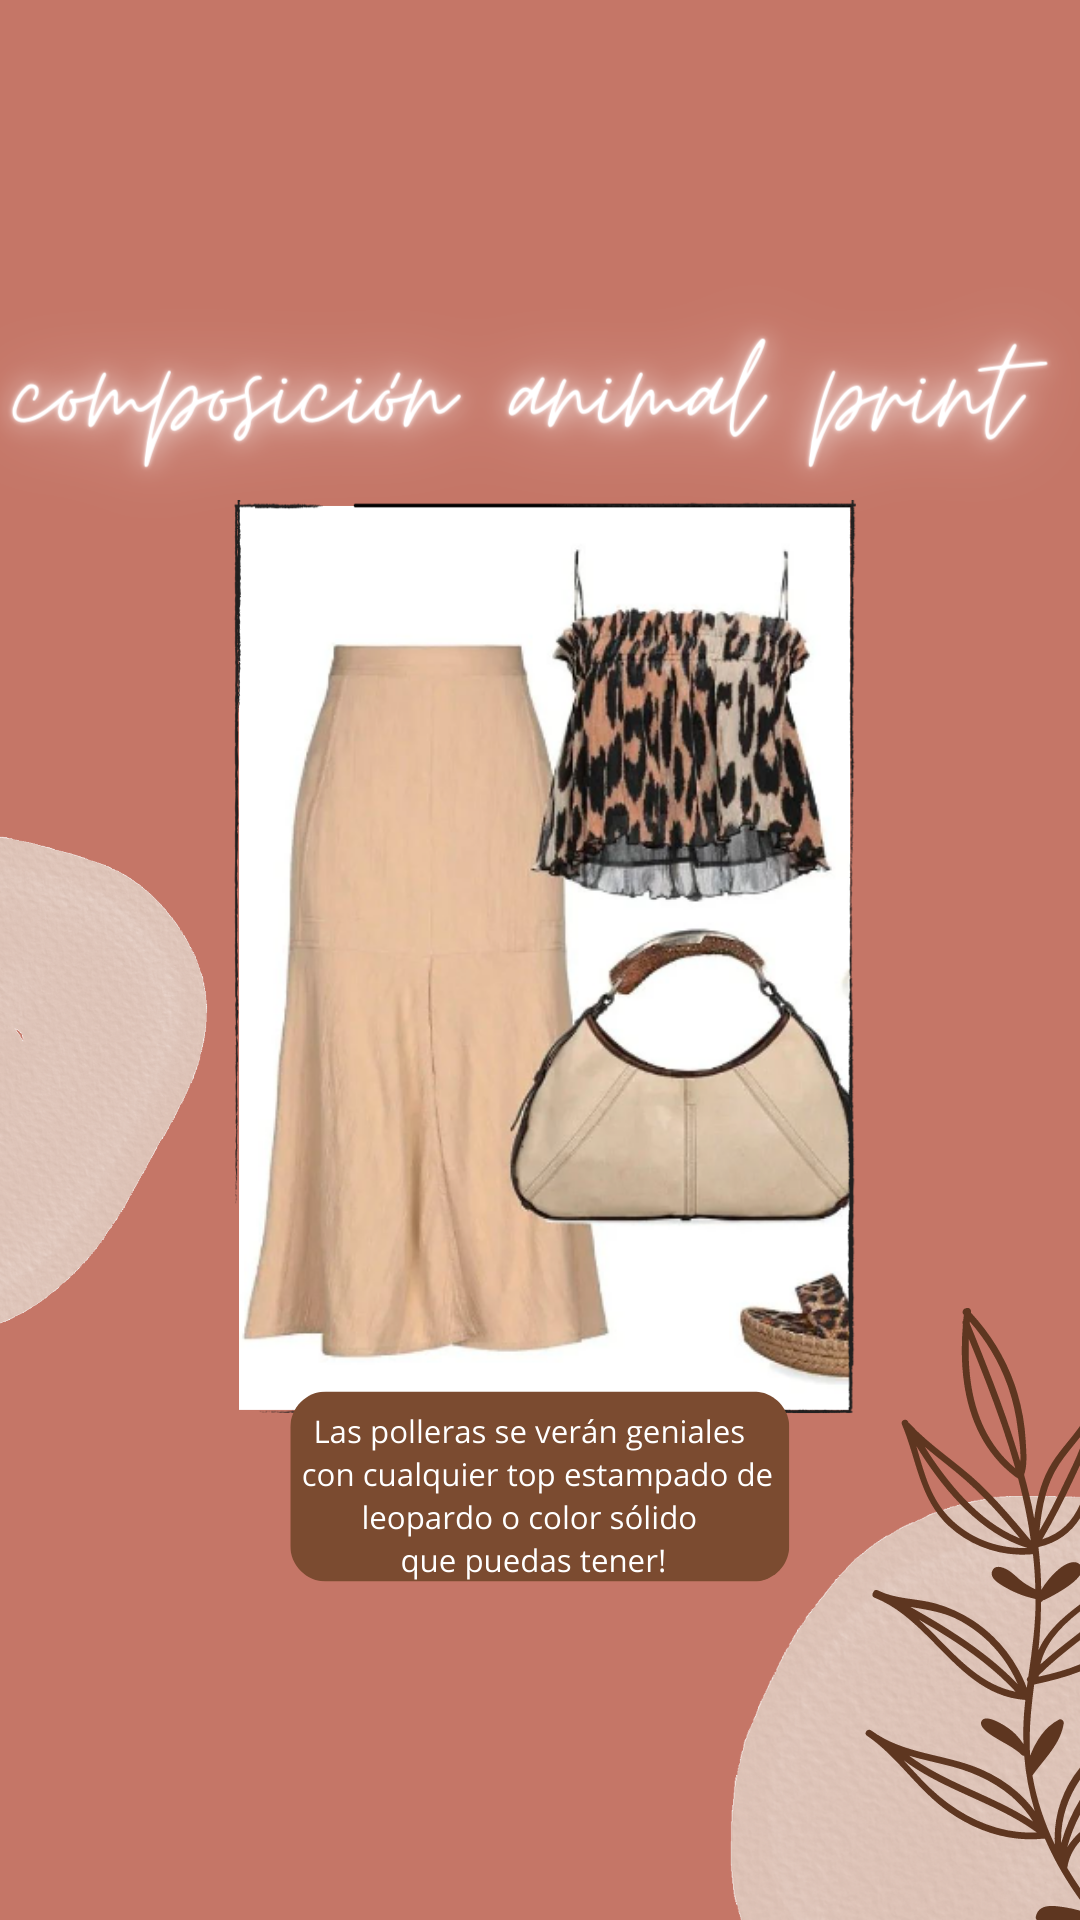 composición animal print
Las polleras se verán geniales
con cualquier top estampado de
leopardo o color sólido
que puedas tener!